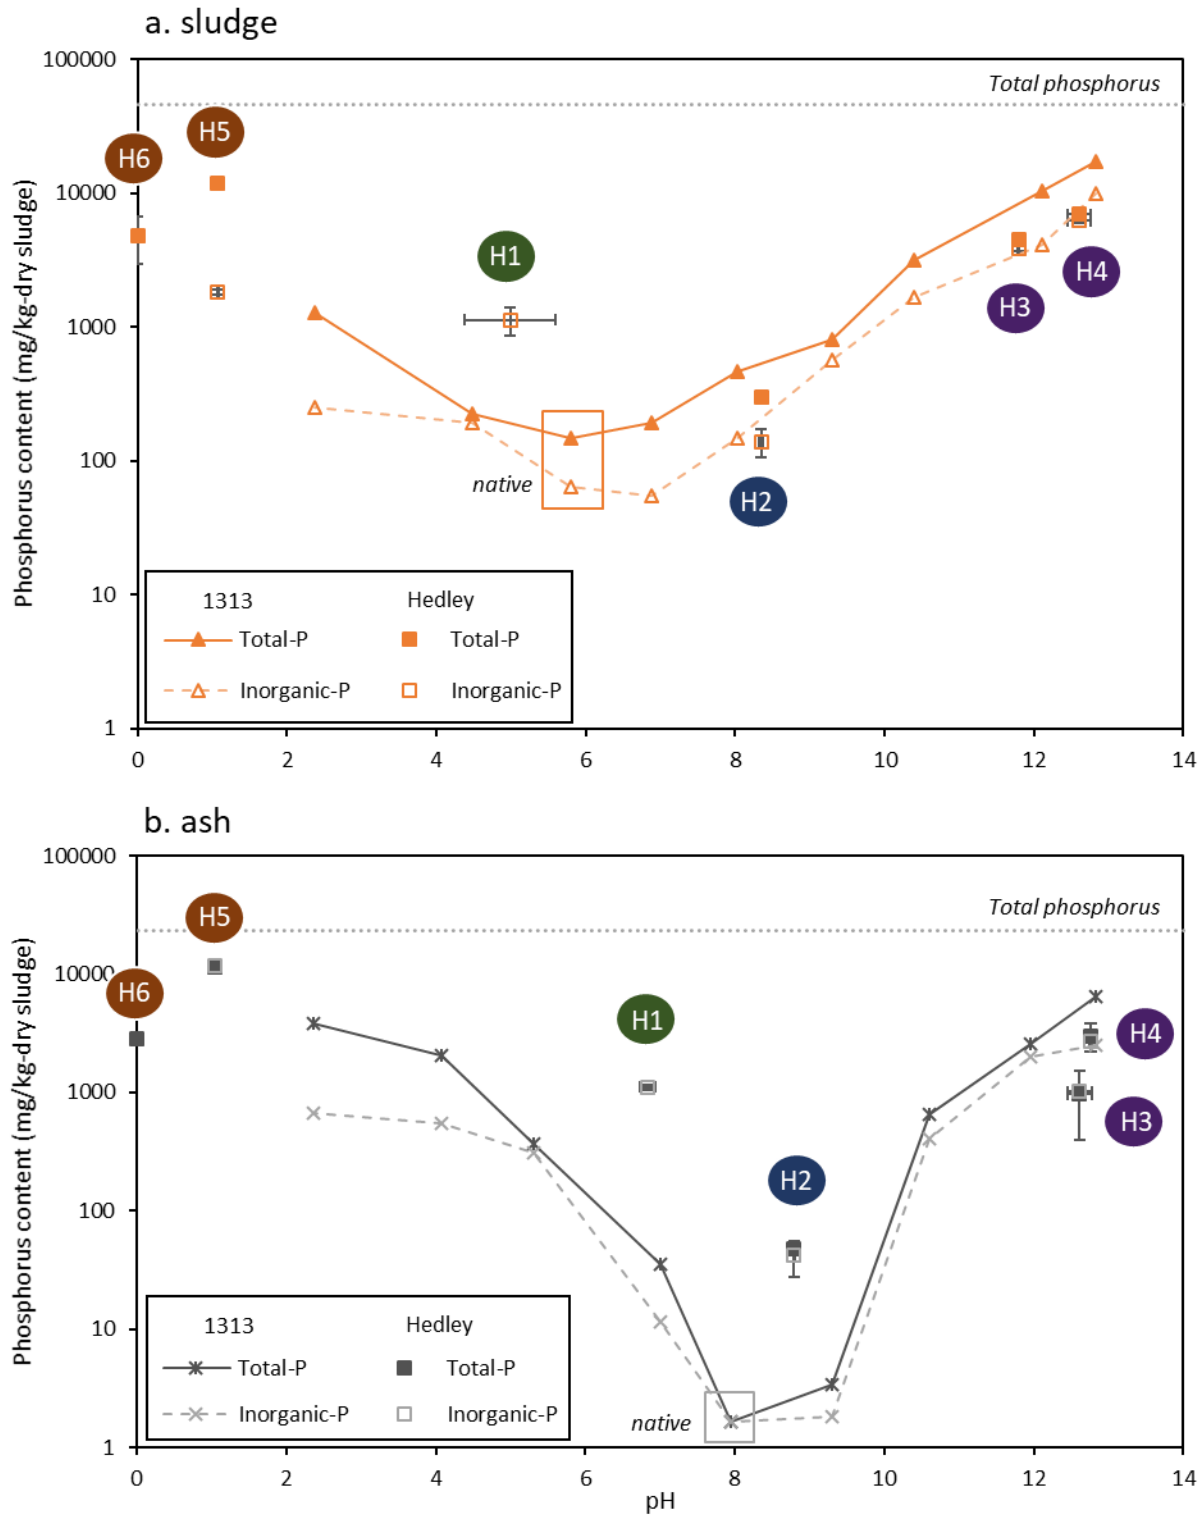 a. sludge
Phosphorus content (mg/kg-dry sludge)
100000
10000
1000
100
10
1
Total phosphorus
H5
H6
H1
H4
H3
H2
native
1313 Hedley
Total-P Total-P
Inorganic-P Inorganic-P
0 2 4 6 8 10 12 14
b. ash
Phosphorus content (mg/kg-dry sludge)
100000
10000
1000
100
10
1
Total phosphorus
H5
H6
H1
H4
H3
H2
native
1313 Hedley
Total-P Total-P
Inorganic-P Inorganic-P
0 2 4 6 8 10 12 14
pH